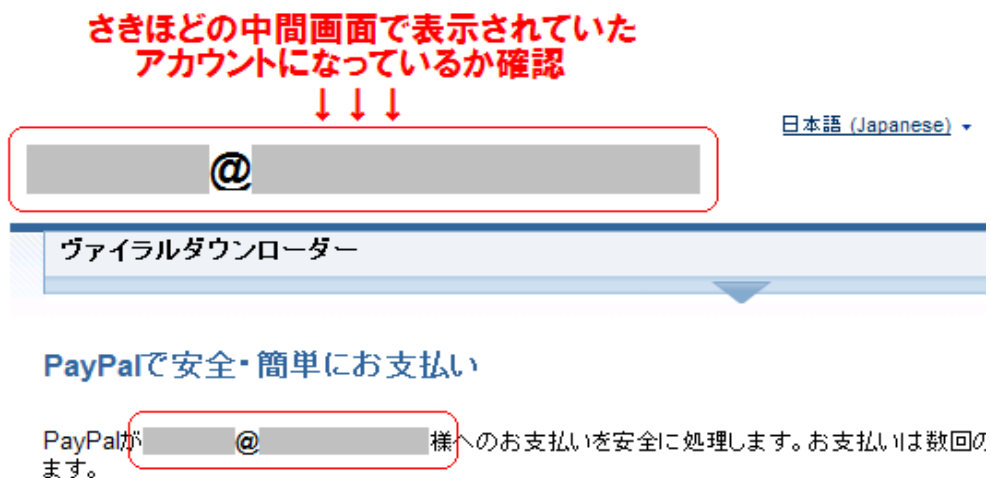 さきほどの中間画面で表示されていた
アカウントになっているか確認
↓↓↓
日本語 (Japanese)
@
ヴァイラルダウンローダー
PayPalで安全・簡単にお支払い
PayPalが @ 様へのお支払いを安全に処理します。お支払いは数回の
ます。